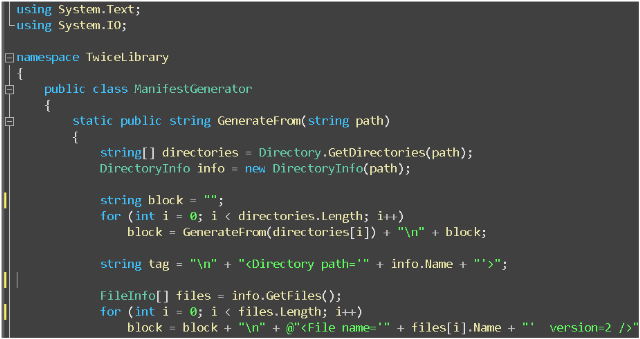 using System.Text;
using System.IO;
namespace TwiceLibrary
{
public class ManifestGenerator
{
static public string GenerateFrom(string path)
{
string[] directories = Directory.GetDirectories(path);
DirectoryInfo info = new DirectoryInfo(path);
string block = "";
for (int i = 0; i < directories.Length; i++)
block = GenerateFrom(directories[i]) + "\n" + block;
string tag = "\n" + "<Directory path='" + info.Name + "'>";
FileInfo[] files = info.GetFiles();
for (int i = 0; i < files.Length; i++)
block = block + "\n" + @"<File name='" + files[i].Name + "'  version=2 />"